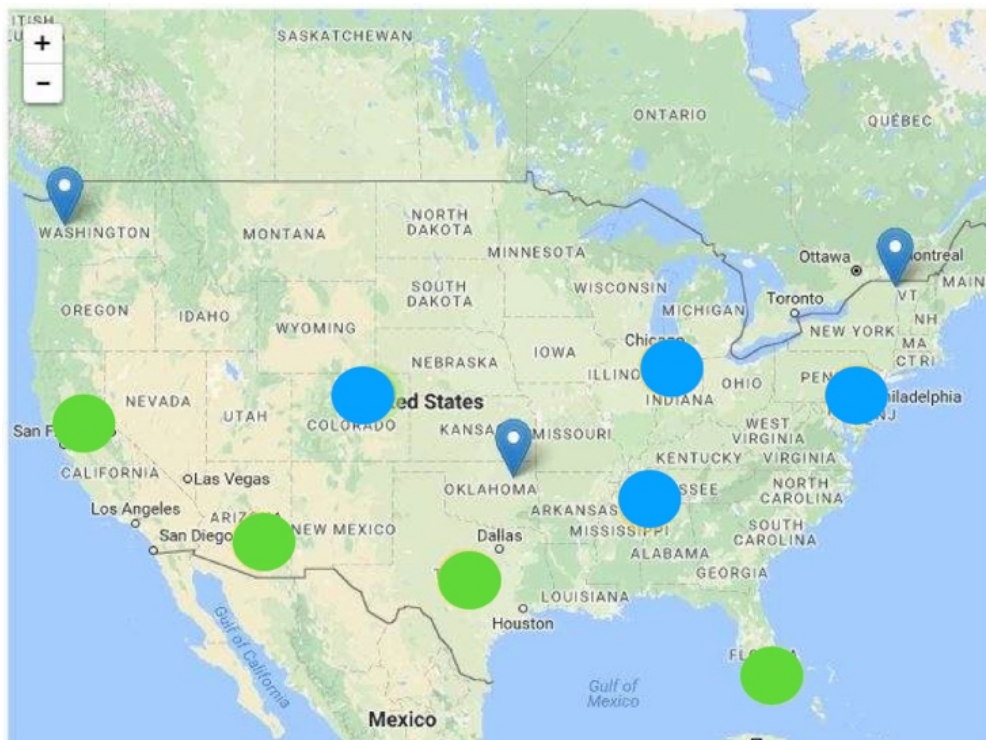 ITISH
+
−
SASKATCHEWAN
ONTARIO
QUÉBEC
WASHINGTON
MONTANA
NORTH
DAKOTA
MINNESOTA
Ottawa
ontreal
OREGON
IDAHO
SOUTH
DAKOTA
WISCONSIN
MICHIGAN
Toronto
VT
MAIN
WYOMING
NEW YORK
NH
MA
CT RI
Chicago
NEBRASKA
IOWA
ILLINO
INDIANA
OHIO
PEN
hiladelphia
NJ
NEVADA
UTAH
COLORADO
ed States
KANSA
MISSOURI
WEST
VIRGINIA
KENTUCKY
VIRGINIA
San F
CALIFORNIA
Las Vegas
OKLAHOMA
ARKANSAS
SSEE
NORTH
CAROLINA
Los Angeles
ARIZ
NEW MEXICO
MISSISSIPPI
San Diego
Dallas
ALABAMA
SOUTH
CAROLINA
GEORGIA
T
LOUISIANA
Houston
Gulf of California
FLO
A
Gulf of
Mexico
Mexico